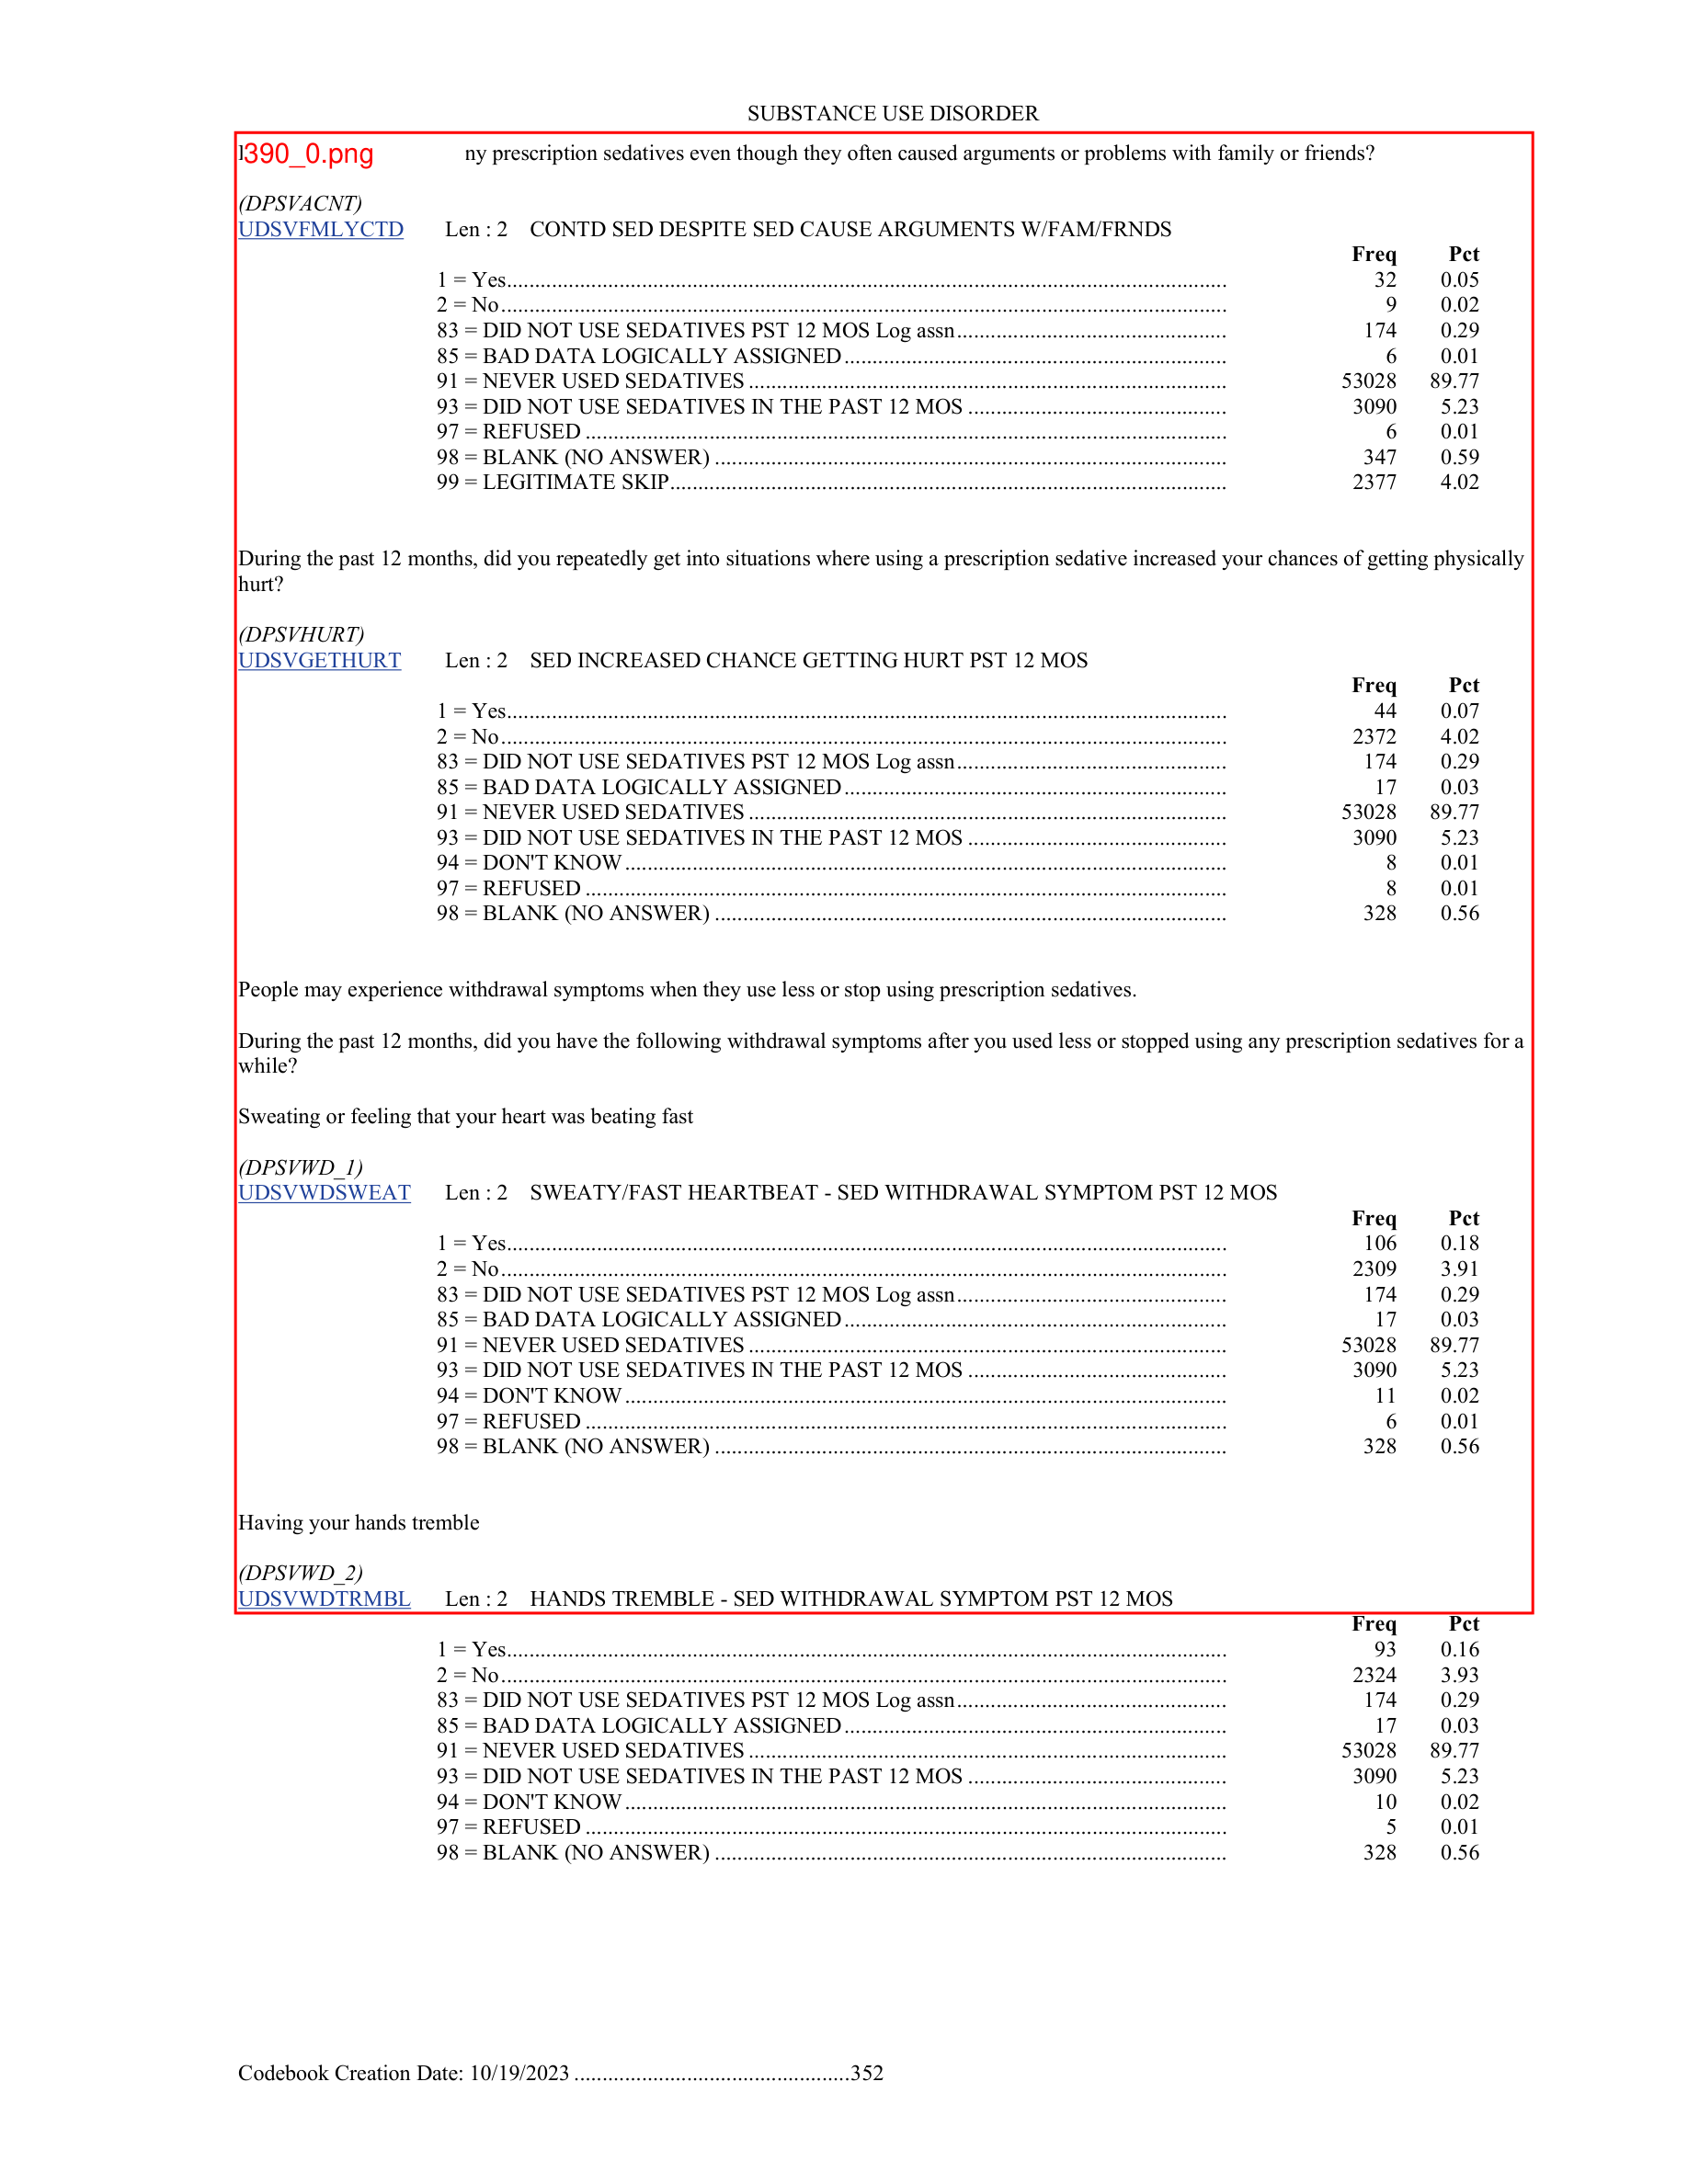 SUBSTANCE USE DISORDER
390_0.png ny prescription sedatives even though they often caused arguments or problems with family or friends?
(DPSVACNT)
UDSVFMLYCTD Len : 2 CONTD SED DESPITE SED CAUSE ARGUMENTS W/FAM/FRNDS
Freq Pct
1 = Yes 32 0.05
2 = No 9 0.02
83 = DID NOT USE SEDATIVES PST 12 MOS Log assn 174 0.29
85 = BAD DATA LOGICALLY ASSIGNED 6 0.01
91 = NEVER USED SEDATIVES 53028 89.77
93 = DID NOT USE SEDATIVES IN THE PAST 12 MOS 3090 5.23
97 = REFUSED 6 0.01
98 = BLANK (NO ANSWER) 347 0.59
99 = LEGITIMATE SKIP 2377 4.02
During the past 12 months, did you repeatedly get into situations where using a prescription sedative increased your chances of getting physically
hurt?
(DPSVHURT)
UDSVGETHURT Len : 2 SED INCREASED CHANCE GETTING HURT PST 12 MOS
Freq Pct
1 = Yes 44 0.07
2 = No 2372 4.02
83 = DID NOT USE SEDATIVES PST 12 MOS Log assn 174 0.29
85 = BAD DATA LOGICALLY ASSIGNED 17 0.03
91 = NEVER USED SEDATIVES 53028 89.77
93 = DID NOT USE SEDATIVES IN THE PAST 12 MOS 3090 5.23
94 = DON'T KNOW 8 0.01
97 = REFUSED 8 0.01
98 = BLANK (NO ANSWER) 328 0.56
People may experience withdrawal symptoms when they use less or stop using prescription sedatives.
During the past 12 months, did you have the following withdrawal symptoms after you used less or stopped using any prescription sedatives for a
while?
Sweating or feeling that your heart was beating fast
(DPSVWD_1)
UDSVWDSWEAT Len : 2 SWEATY/FAST HEARTBEAT - SED WITHDRAWAL SYMPTOM PST 12 MOS
Freq Pct
1 = Yes 106 0.18
2 = No 2309 3.91
83 = DID NOT USE SEDATIVES PST 12 MOS Log assn 174 0.29
85 = BAD DATA LOGICALLY ASSIGNED 17 0.03
91 = NEVER USED SEDATIVES 53028 89.77
93 = DID NOT USE SEDATIVES IN THE PAST 12 MOS 3090 5.23
94 = DON'T KNOW 11 0.02
97 = REFUSED 6 0.01
98 = BLANK (NO ANSWER) 328 0.56
Having your hands tremble
(DPSVWD_2)
UDSVWDTRMBL Len : 2 HANDS TREMBLE - SED WITHDRAWAL SYMPTOM PST 12 MOS
Freq Pct
1 = Yes 93 0.16
2 = No 2324 3.93
83 = DID NOT USE SEDATIVES PST 12 MOS Log assn 174 0.29
85 = BAD DATA LOGICALLY ASSIGNED 17 0.03
91 = NEVER USED SEDATIVES 53028 89.77
93 = DID NOT USE SEDATIVES IN THE PAST 12 MOS 3090 5.23
94 = DON'T KNOW 10 0.02
97 = REFUSED 5 0.01
98 = BLANK (NO ANSWER) 328 0.56
Codebook Creation Date: 10/19/2023 352